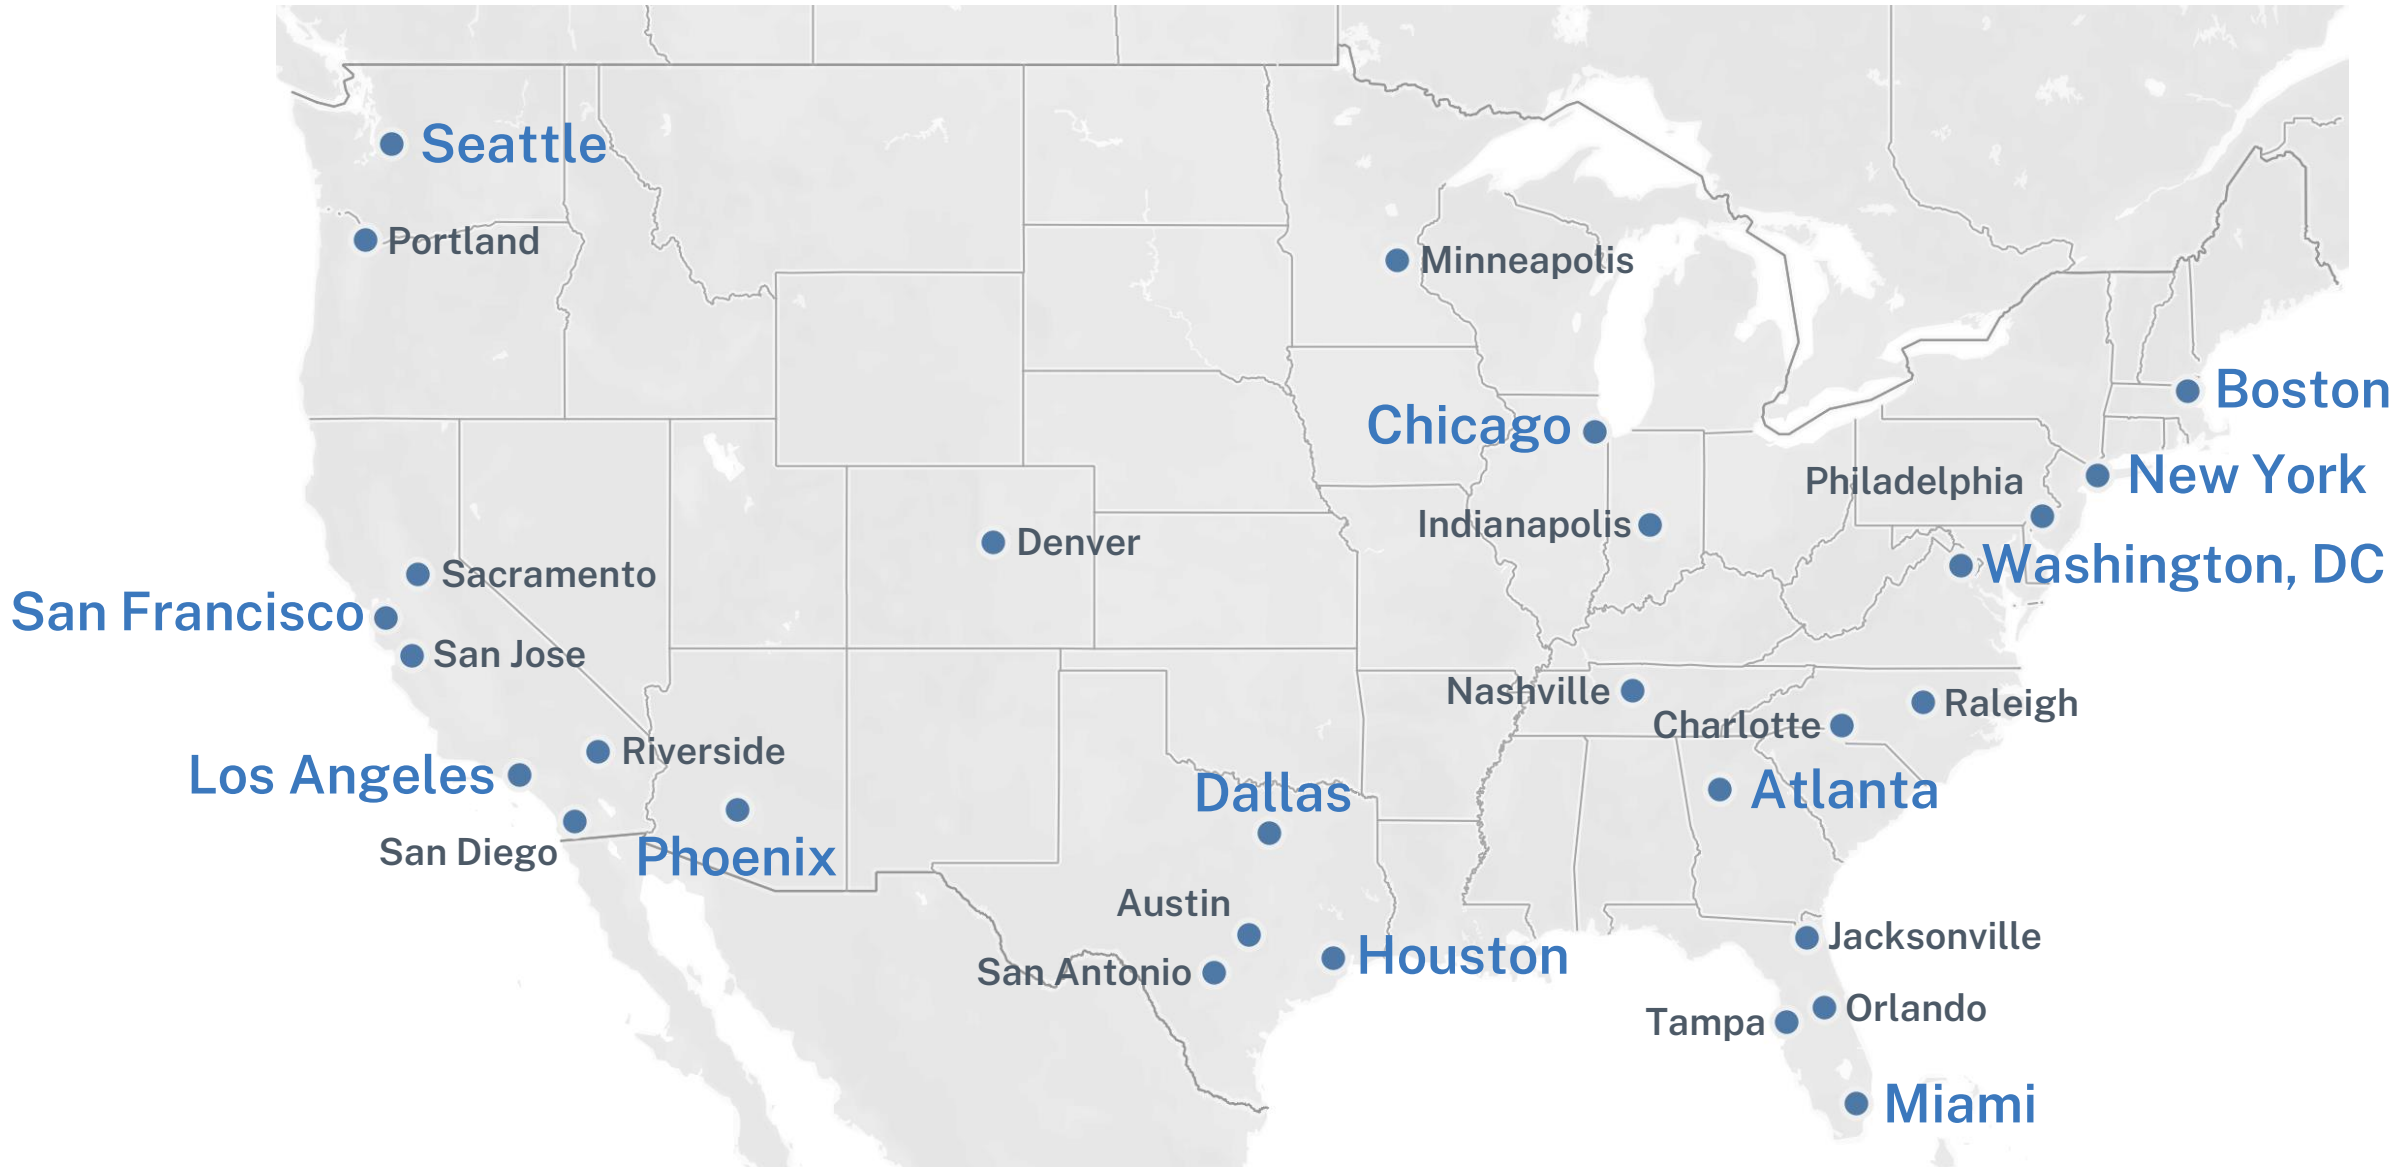 Seattle
Portland
Minneapolis
Boston
Chicago
New York
Philadelphia
Indianapolis
Denver
Washington, DC
Sacramento
San Francisco
San Jose
Nashville
Raleigh
Charlotte
Riverside
Los Angeles
Dallas
Atlanta
San Diego
Phoenix
Austin
Jacksonville
Houston
San Antonio
Orlando
Tampa
Miami